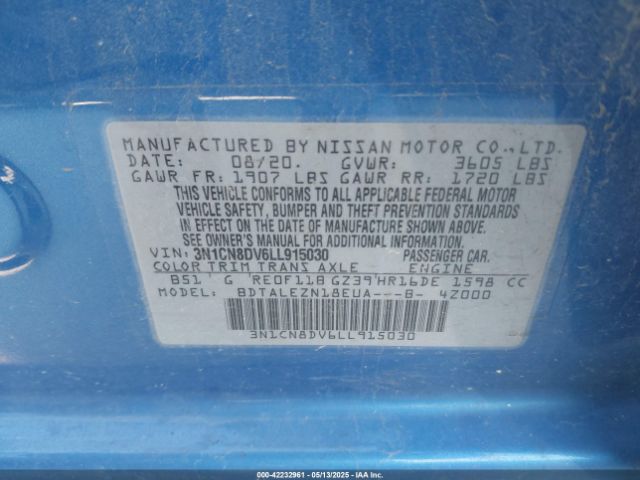 MANUFACTURED BY NISSAN MOTOR CO., LTD.
DATE: 08/20. GVWR: 3605 LBS
GAWR FR: 1907 LBS GAWR RR: 1720 LBS
THIS VEHICLE CONFORMS TO ALL APPLICABLE FEDERAL MOTOR
VEHICLE SAFETY, BUMPER AND THEFT PREVENTION STANDARDS
IN EFFECT ON THE DATE OF MANUFACTURE SHOWN ABOVE.
SEE OWNER'S MANUAL FOR ADDITIONAL INFORMATION.
VIN: 3N1CN8DV6LL915030 PASSENGER CAR.
COLOR TRIM TRANS AXLE ENGINE
B51 G RE0F11B GZ39 HR16DE 1598 CC
MODEL: BDTALEZN18EUA---B- 4Z000
3N1CN8DV6LL915030
000-42232961 - 05/13/2025 - IAAI.COM